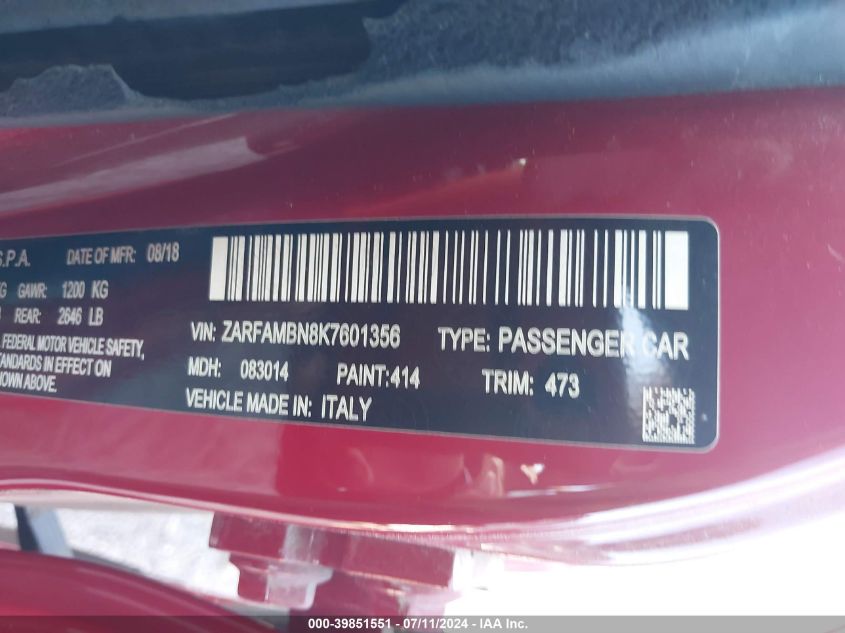 S.P.A. DATE OF MFR: 08/18
KG GAWR: 1200 KG
REAR: 2646 LB
FEDERAL MOTOR VEHICLE SAFETY,
STANDARDS IN EFFECT ON
SHOWN ABOVE.
VIN: ZARFAMBN8K7601356 TYPE: PASSENGER CAR
MDH: 083014 PAINT:414 TRIM: 473
VEHICLE MADE IN: ITALY
000-39851551 - 07/11/2024 - © IAA, Inc.